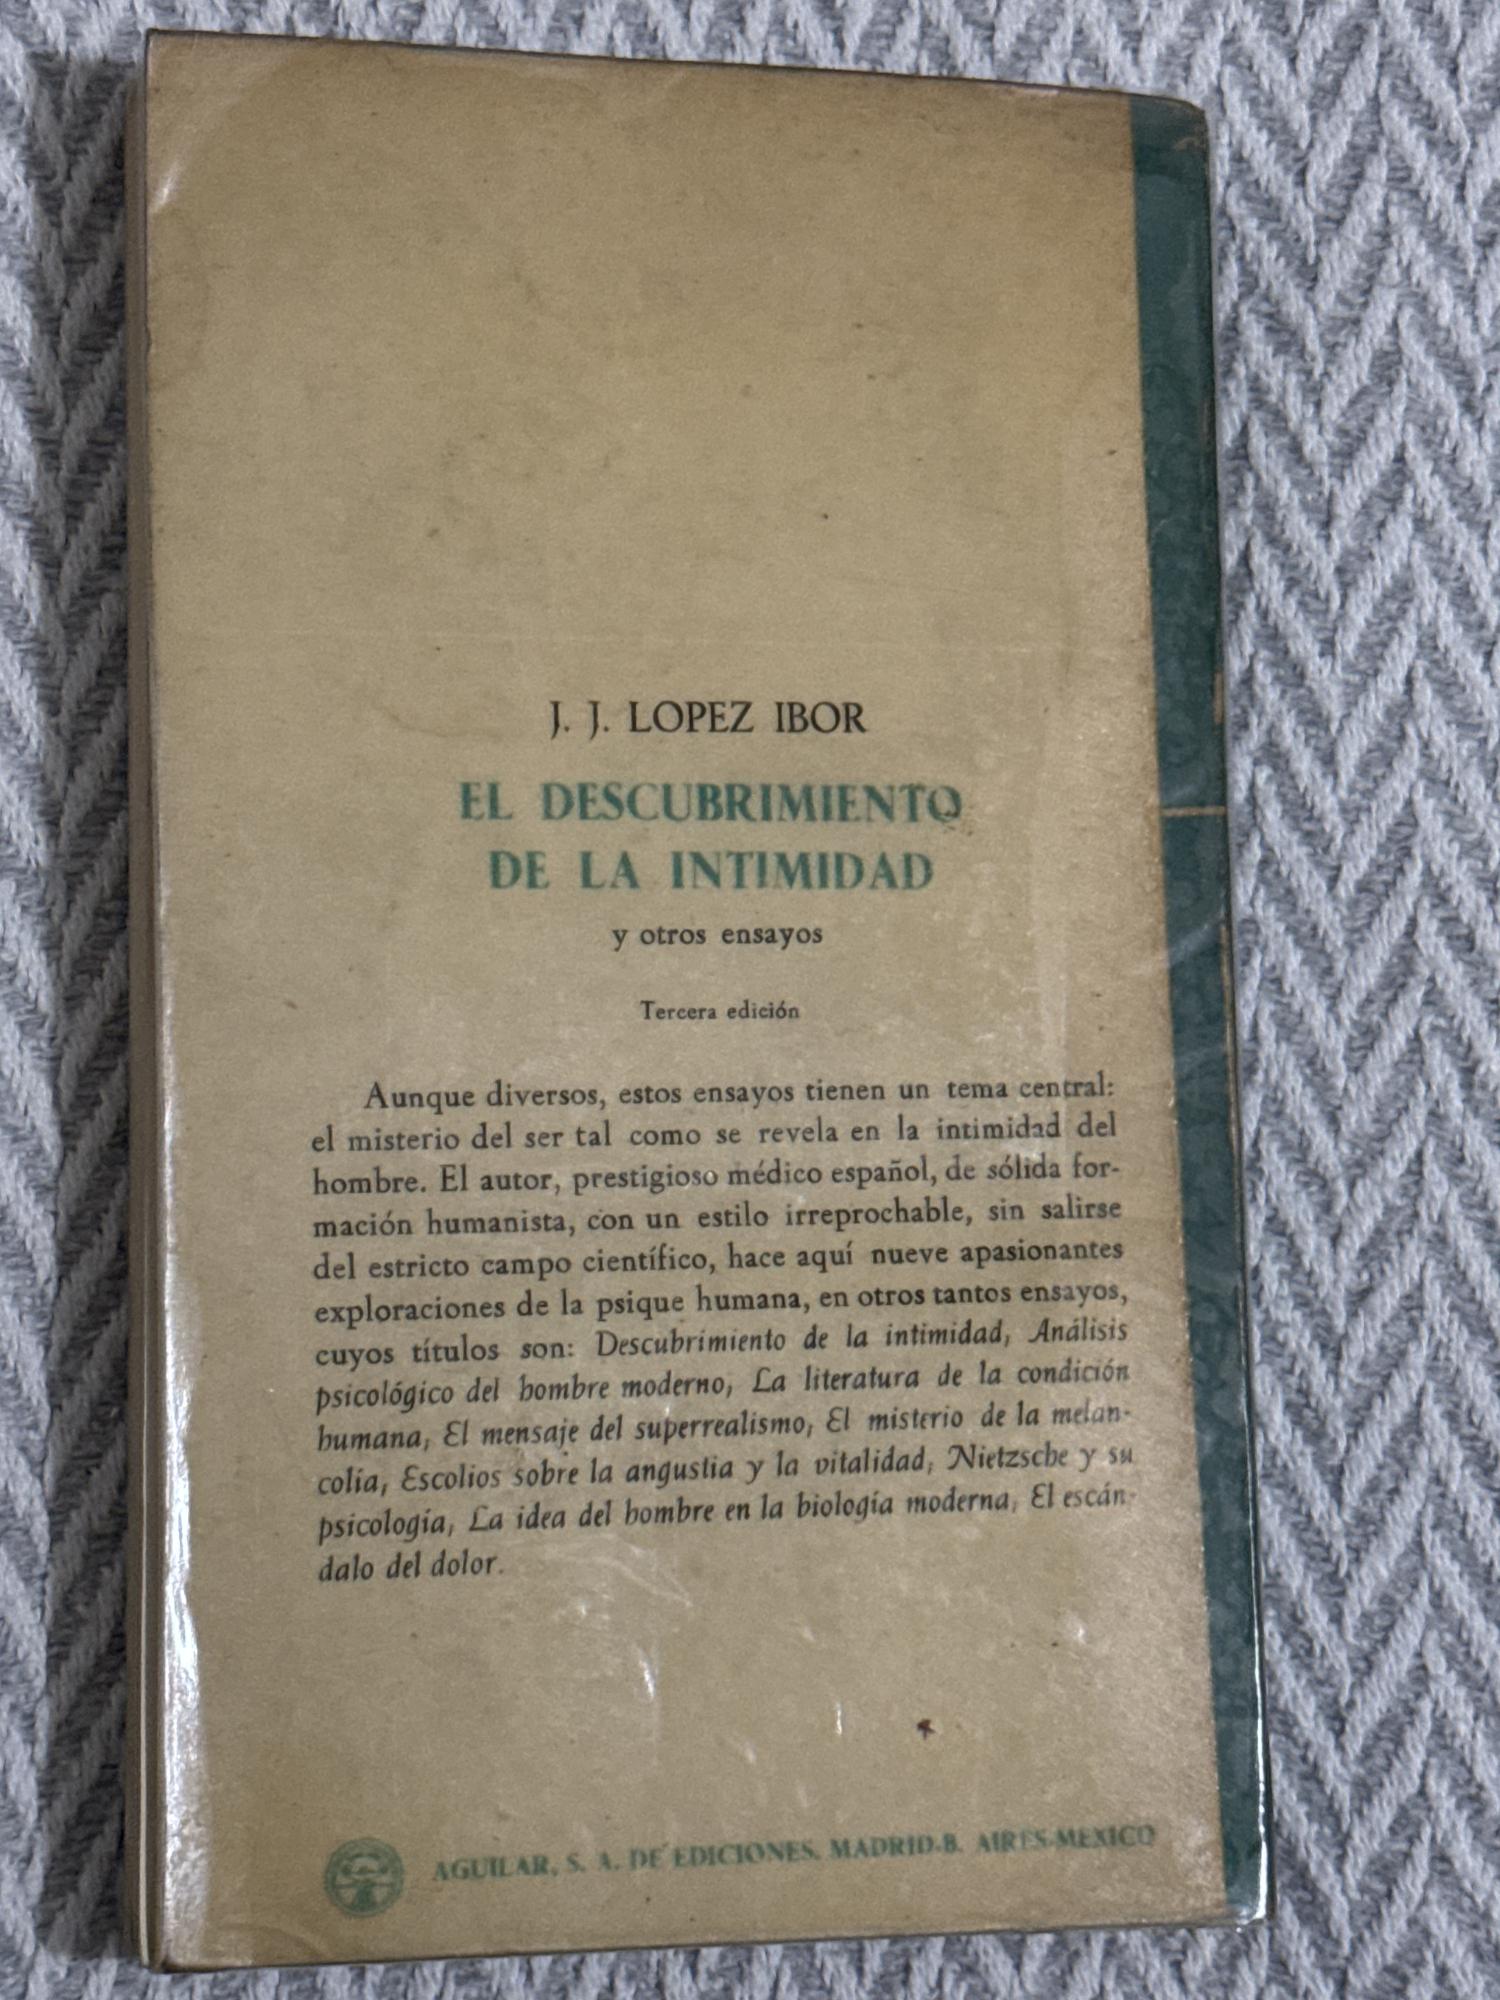 J. J. LOPEZ IBOR
EL DESCUBRIMIENTO
DE LA INTIMIDAD
y otros ensayos
Tercera edición
Aunque diversos, estos ensayos tienen un tema central:
el misterio del ser tal como se revela en la intimidad del
hombre. El autor, prestigioso médico español, de sólida for-
mación humanista, con un estilo irreprochable, sin salirse
del estricto campo científico, hace aquí nueve apasionantes
exploraciones de la psique humana, en otros tantos ensayos,
cuyos títulos son: Descubrimiento de la intimidad, Análisis
psicológico del hombre moderno, La literatura de la condición
humana, El mensaje del superrealismo, El misterio de la melan-
colía, Escolios sobre la angustia y la vitalidad, Nietzsche y su
psicología, La idea del hombre en la biología moderna, El escán-
dalo del dolor.
AGUILAR, S. A. DE EDICIONES. MADRID-B. AIRES-MEXICO